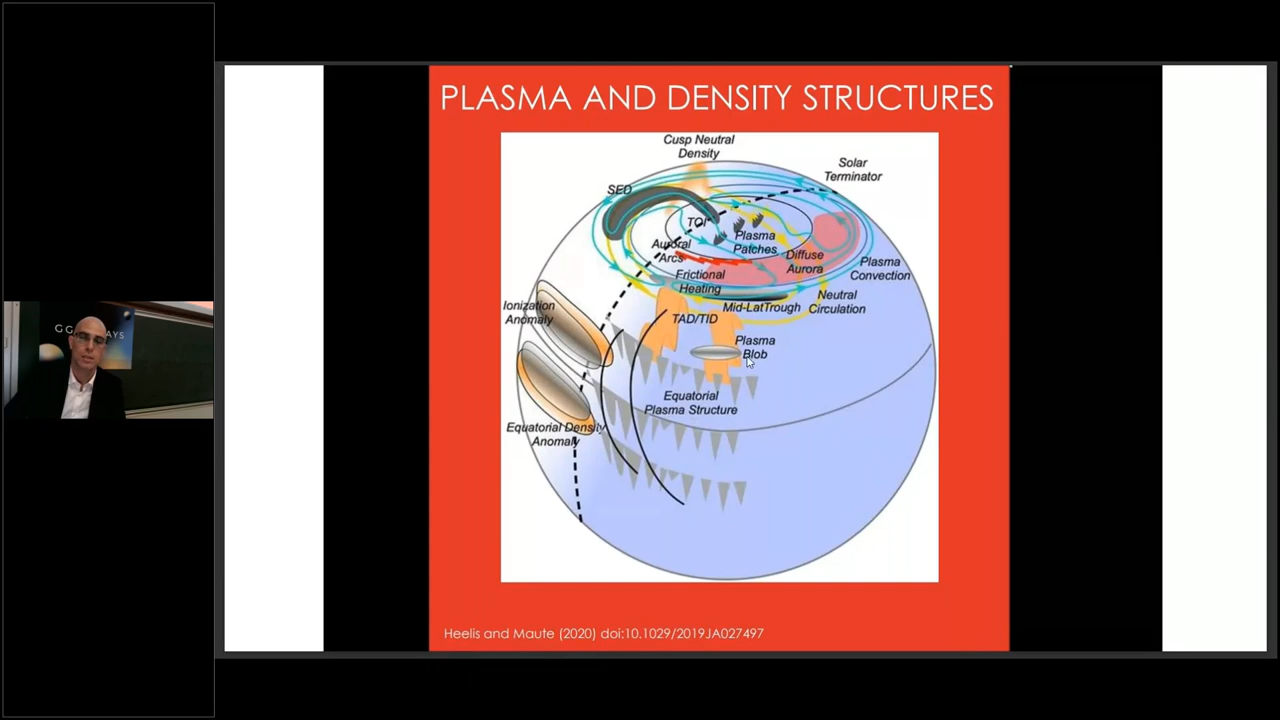 PLASMA AND DENSITY STRUCTURES
Cusp Neutral
Density
Solar
Terminator
SED
TOI
Plasma
Patches
Auroral
Arcs
Diffuse
Aurora
Plasma
Convection
Frictional
Heating
Neutral
Circulation
Mid-LatTrough
TAD/TID
Ionization
Anomaly
Plasma
Blob
Equatorial
Plasma Structure
Equatorial Density
Anomaly
Heelis and Maute (2020) doi:10.1029/2019JA027497